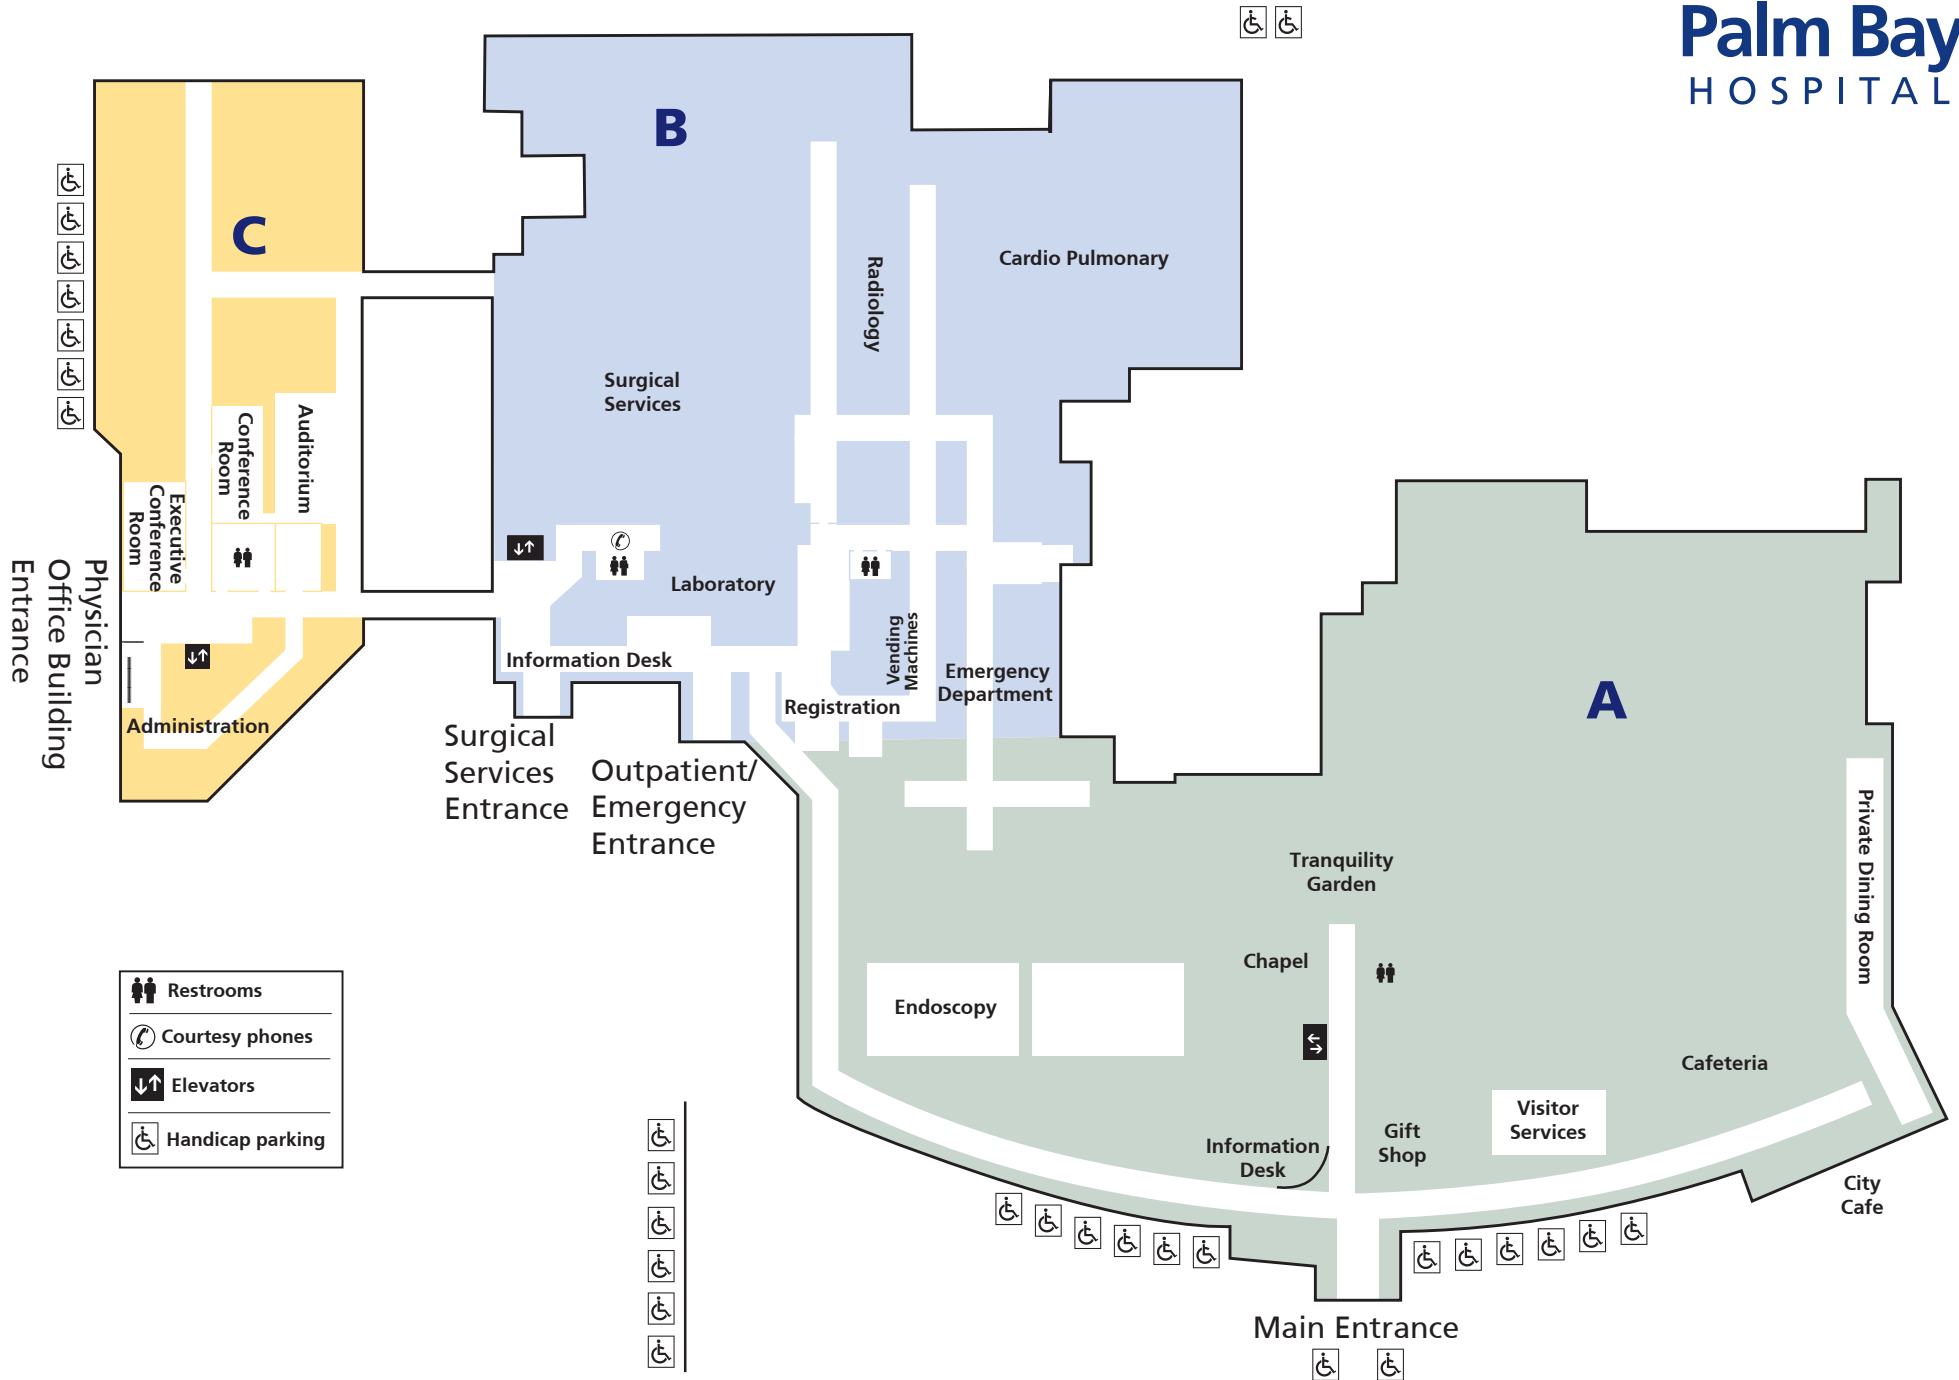 Palm Bay
HOSPITAL
B
C
Cardio Pulmonary
Radiology
Surgical
Services
Auditorium
Conference
Room
Executive
Conference
Room
Physician
Office Building
Entrance
Laboratory
Information Desk
Vending
Machines
Emergency
Department
Registration
Administration
A
Surgical
Services
Entrance
Outpatient/
Emergency
Entrance
Private Dining Room
Tranquility
Garden
Chapel
Endoscopy
Restrooms
Courtesy phones
Elevators
Handicap parking
Cafeteria
Visitor
Services
Gift
Shop
Information
Desk
City
Cafe
Main Entrance